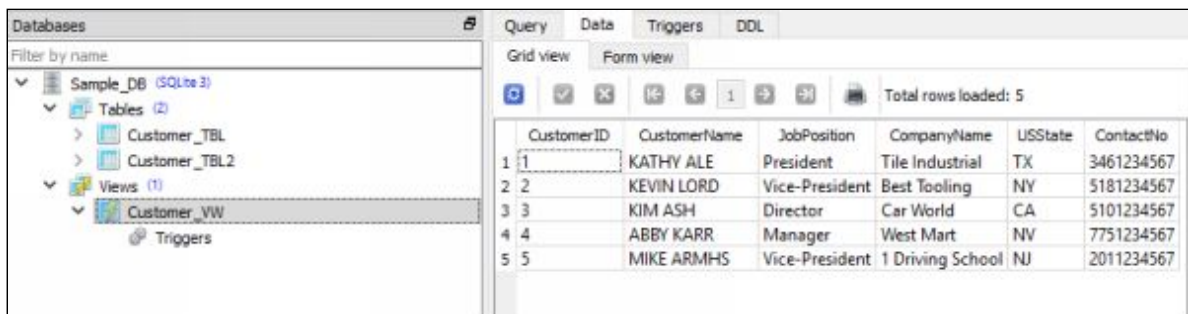 Databases
Filter by name
Sample_DB (SQLite 3)
Tables (2)
Customer_TBL
Customer_TBL2
Views (1)
Customer_VW
Triggers
Query Data Triggers DDL
Grid view Form view
1 Total rows loaded: 5
CustomerID CustomerName JobPosition CompanyName USState ContactNo
1 1 KATHY ALE President Tile Industrial TX 3461234567
2 2 KEVIN LORD Vice-President Best Tooling NY 5181234567
3 3 KIM ASH Director Car World CA 5101234567
4 4 ABBY KARR Manager West Mart NV 7751234567
5 5 MIKE ARMHS Vice-President 1 Driving School NJ 2011234567